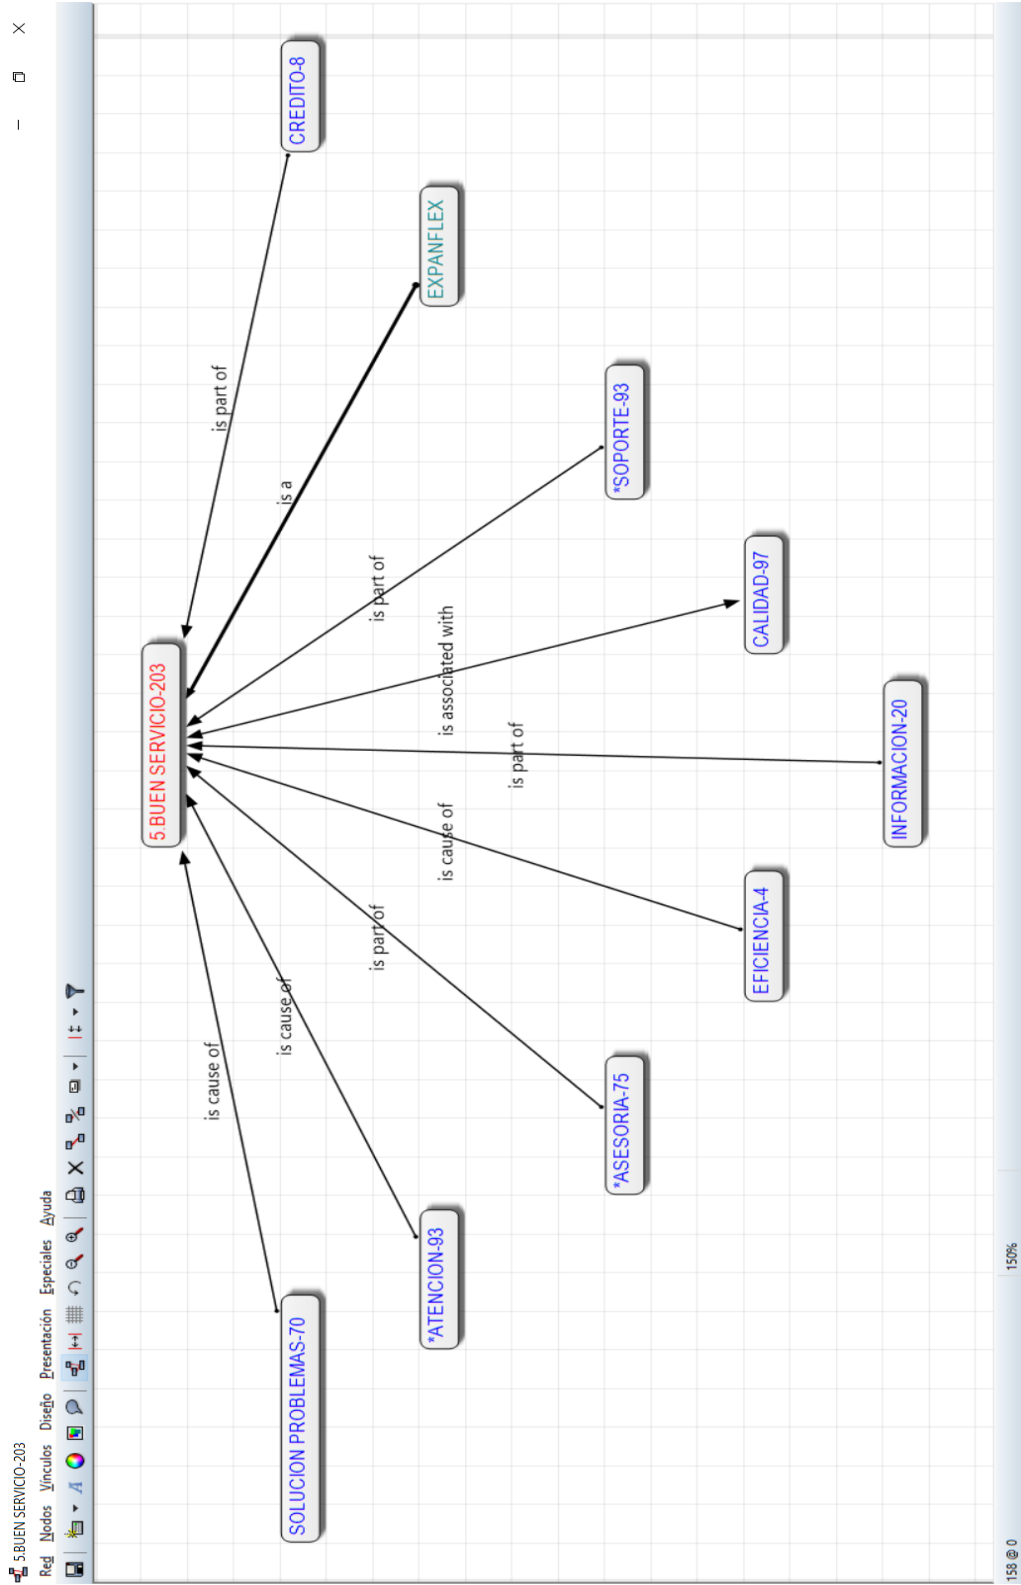 5.BUEN SERVICIO-203
Red Nodos Vínculos Diseño Presentación Especiales Ayuda
5.BUEN SERVICIO-203
is cause of
is part of
SOLUCION PROBLEMAS-70
CREDITO-8
is cause of
is a
*ATENCION-93
EXPANFLEX
is part of
is part of
*ASESORIA-75
*SOPORTE-93
is cause of
is associated with
EFICIENCIA-4
CALIDAD-97
is part of
INFORMACION-20
158 @ 0
150%